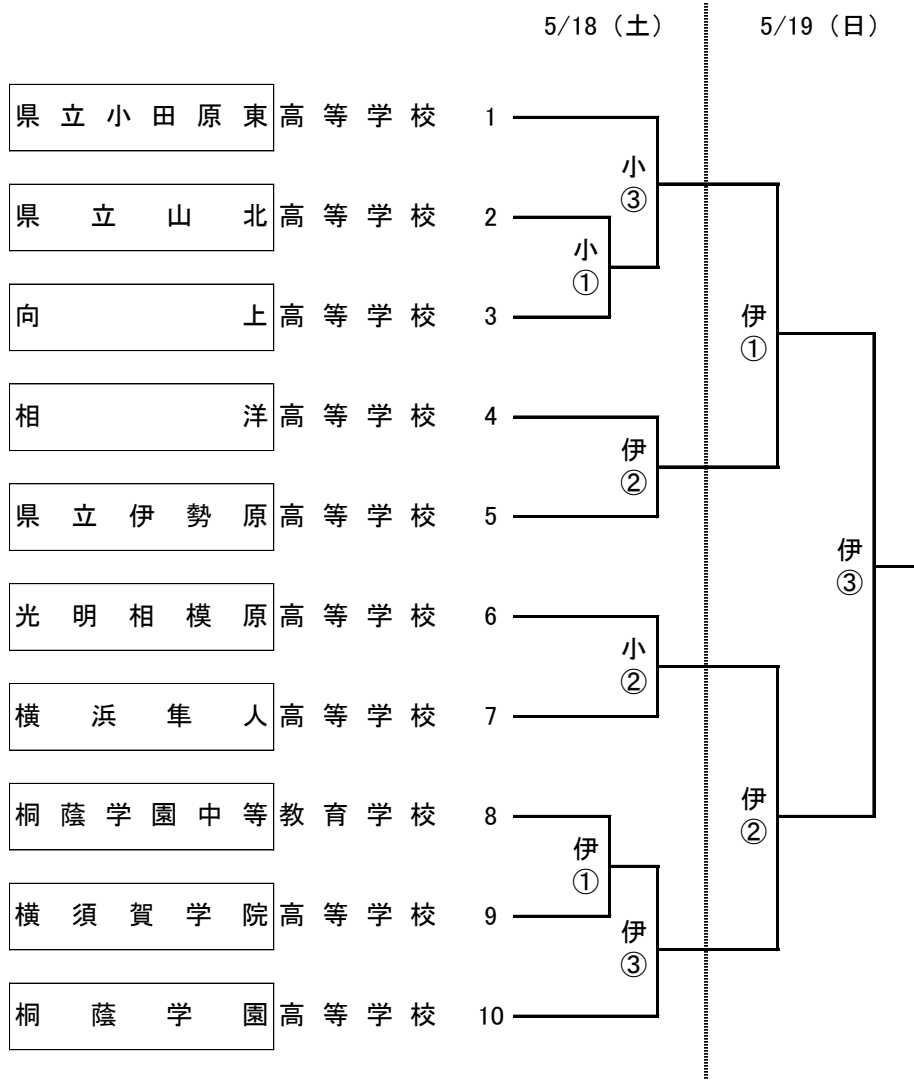 5/18（土） 5/19（日）
県立小田原東高等学校 1
小③
県立山北高等学校 2
小①
向上高等学校 3
伊①
相洋高等学校 4
伊②
県立伊勢原高等学校 5
伊③
光明相模原高等学校 6
小②
横浜隼人高等学校 7
桐蔭学園中等教育学校 8
伊②
伊①
横須賀学院高等学校 9
伊③
桐蔭学園高等学校 10